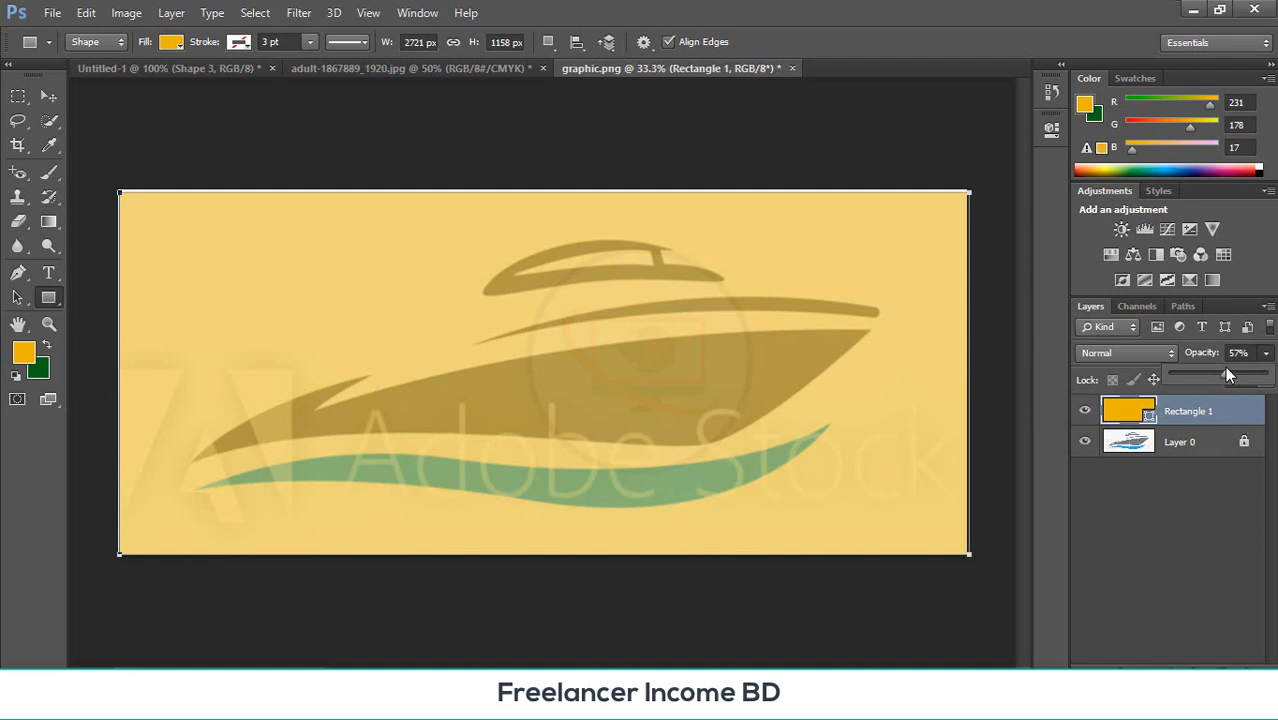 Ps File Edit Image Layer Type Select Filter 3D View Window Help
Shape Fill: Stroke: 3 pt W: 2721 px H: 1158 px Align Edges Essentials
Untitled-1 @ 100% (Shape 3, RGB/8) * × adult-1867889_1920.jpg @ 50% (RGB/8#/CMYK) * × graphic.png @ 33.3% (Rectangle 1, RGB/8*) * ×
Color Swatches
R 231
G 178
B 17
Adjustments Styles
Add an adjustment
Layers Channels Paths
Kind
Normal Opacity: 57%
Lock:
Rectangle 1
Layer 0
Adobe Stock
Freelancer Income BD